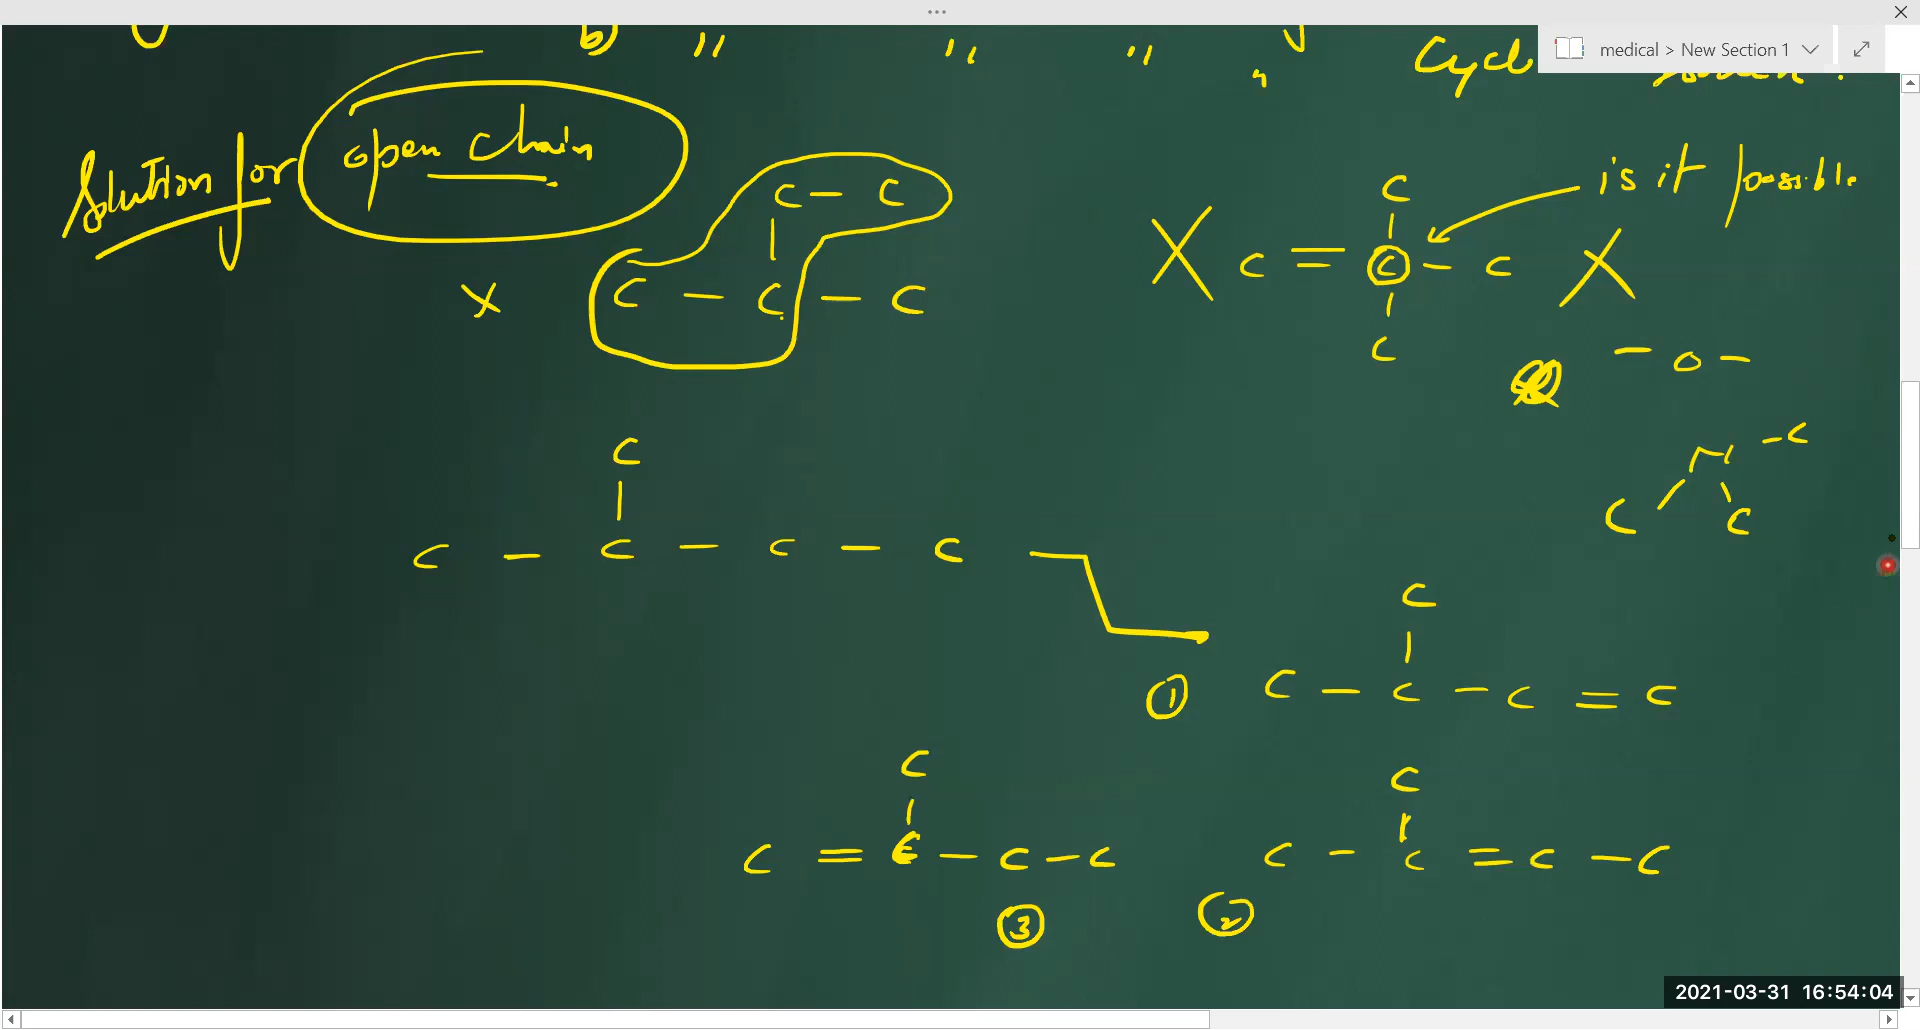 b) " " " "
Cycl
medical > New Section 1
Solution for open chain
is it possible
C – C
|
X C – C – C
C
|
X C = C – C X
|
C
– O –
N – C
C C
C
|
C – C – C – C
① C
|
C – C – C = C
③ C
|
C = C – C – C
② C
|
C – C = C – C
2021-03-31 16:54:04